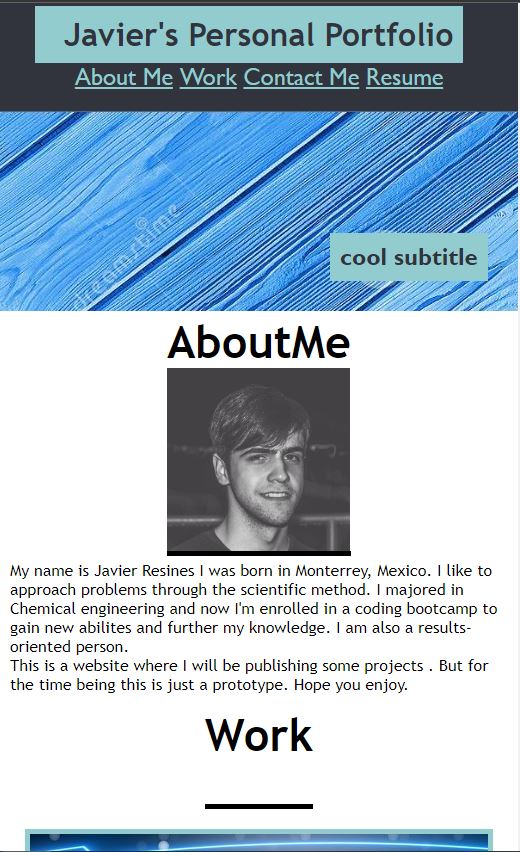 Javier's Personal Portfolio
About Me Work Contact Me Resume
dreamstime
cool subtitle
AboutMe
My name is Javier Resines I was born in Monterrey, Mexico. I like to
approach problems through the scientific method. I majored in
Chemical engineering and now I'm enrolled in a coding bootcamp to
gain new abilites and further my knowledge. I am also a results-
oriented person.
This is a website where I will be publishing some projects . But for
the time being this is just a prototype. Hope you enjoy.
Work